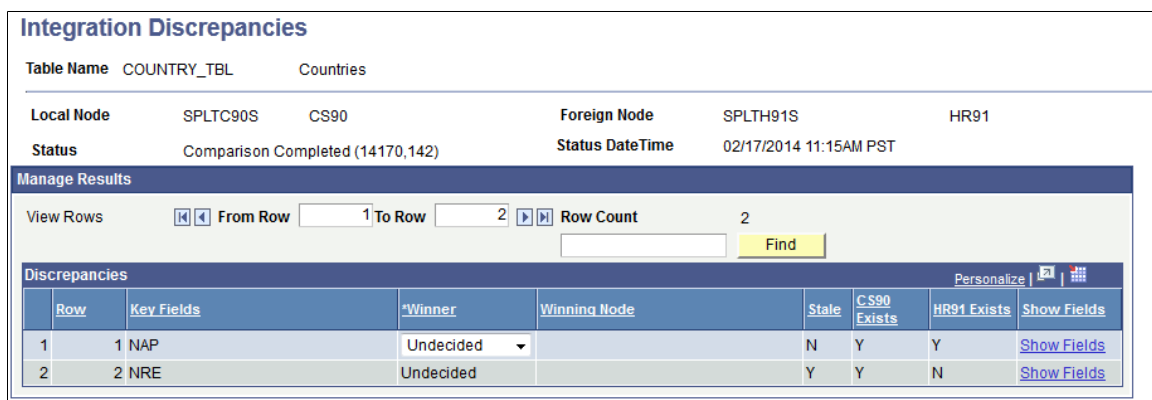 Integration Discrepancies
Table Name COUNTRY_TBL Countries
Local Node SPLTC90S CS90 Foreign Node SPLTH91S HR91
Status Comparison Completed (14170,142) Status DateTime 02/17/2014 11:15AM PST
Manage Results
View Rows From Row 1 To Row 2 Row Count 2
Find
Discrepancies Personalize | |
Row Key Fields *Winner Winning Node Stale CS90 Exists HR91 Exists Show Fields
1 1 NAP Undecided N Y Y Show Fields
2 2 NRE Undecided Y Y N Show Fields